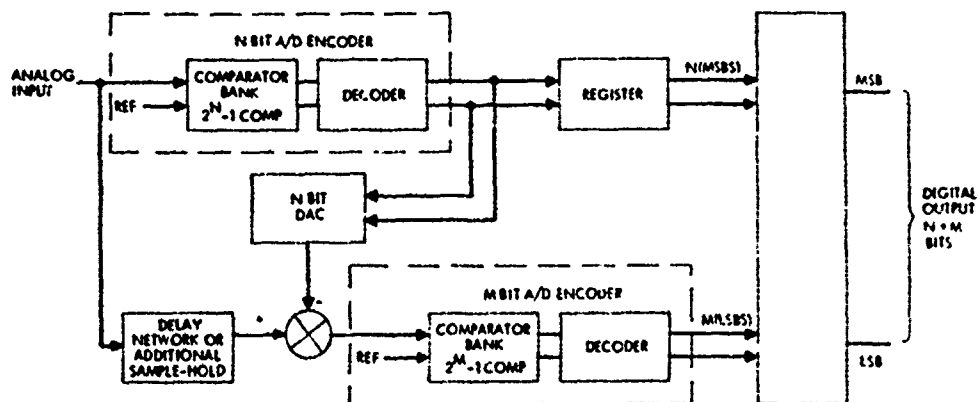 N BIT A/D ENCODER
ANALOG
INPUT
REF
COMPARATOR
BANK
2^N-1 COMP
DECODER
REGISTER
N(MSBS)
MSB
N BIT
DAC
DIGITAL
OUTPUT
N + M
BITS
-
M BIT A/D ENCODER
+
DELAY
NETWORK OR
ADDITIONAL
SAMPLE-HOLD
REF
COMPARATOR
BANK
2^M-1 COMP
DECODER
M(LSBS)
LSB